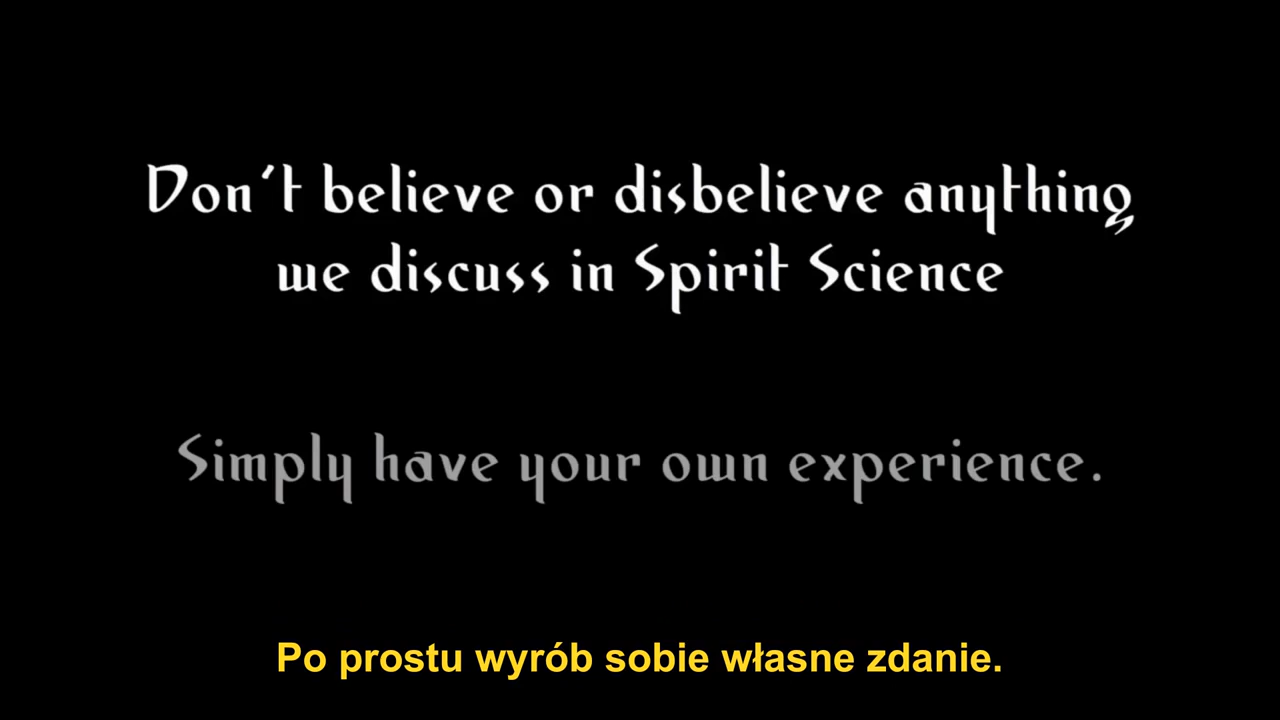 Don't believe or disbelieve anything
we discuss in Spirit Science
Simply have your own experience.
Po prostu wyrób sobie własne zdanie.